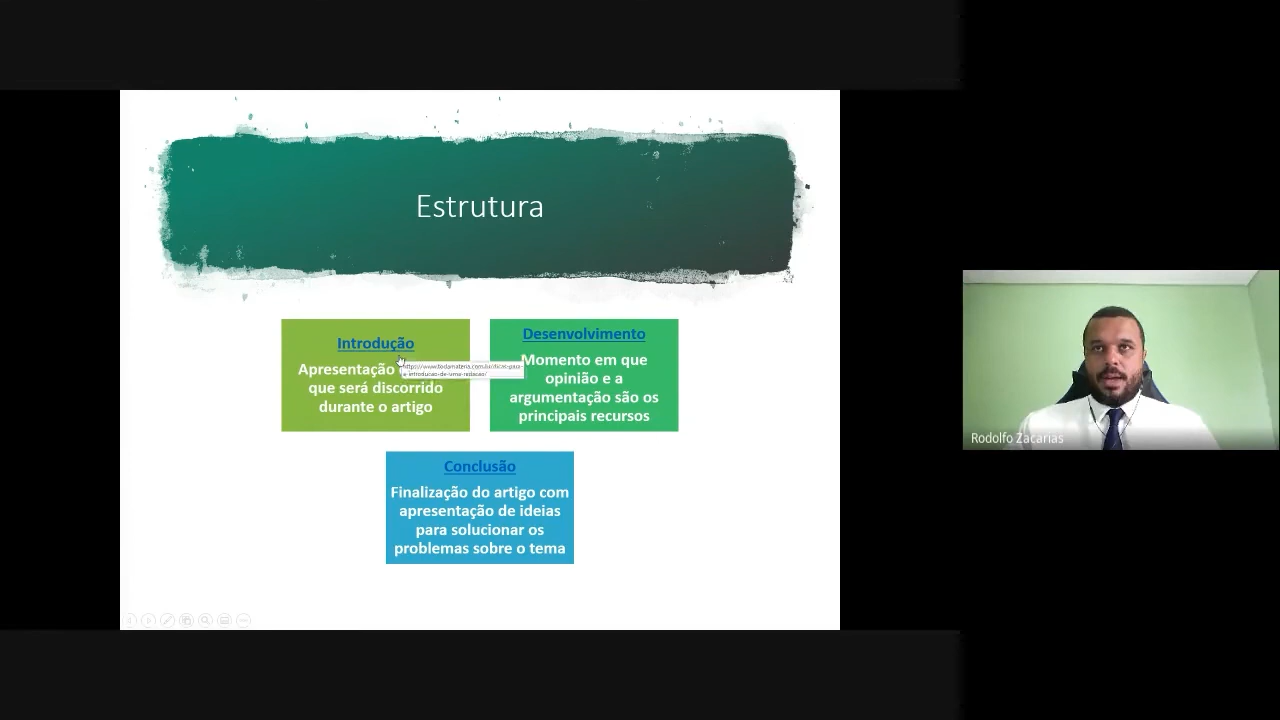 Estrutura
Introdução
Apresentação
que será discorrido
durante o artigo
Desenvolvimento
Momento em que
opinião e a
argumentação são os
principais recursos
Conclusão
Finalização do artigo com
apresentação de ideias
para solucionar os
problemas sobre o tema
Rodolfo Zacarias